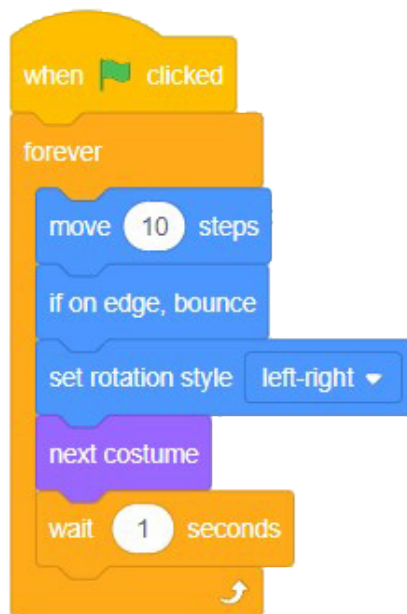 when clicked
forever
move 10 steps
if on edge, bounce
set rotation style left-right
next costume
wait 1 seconds